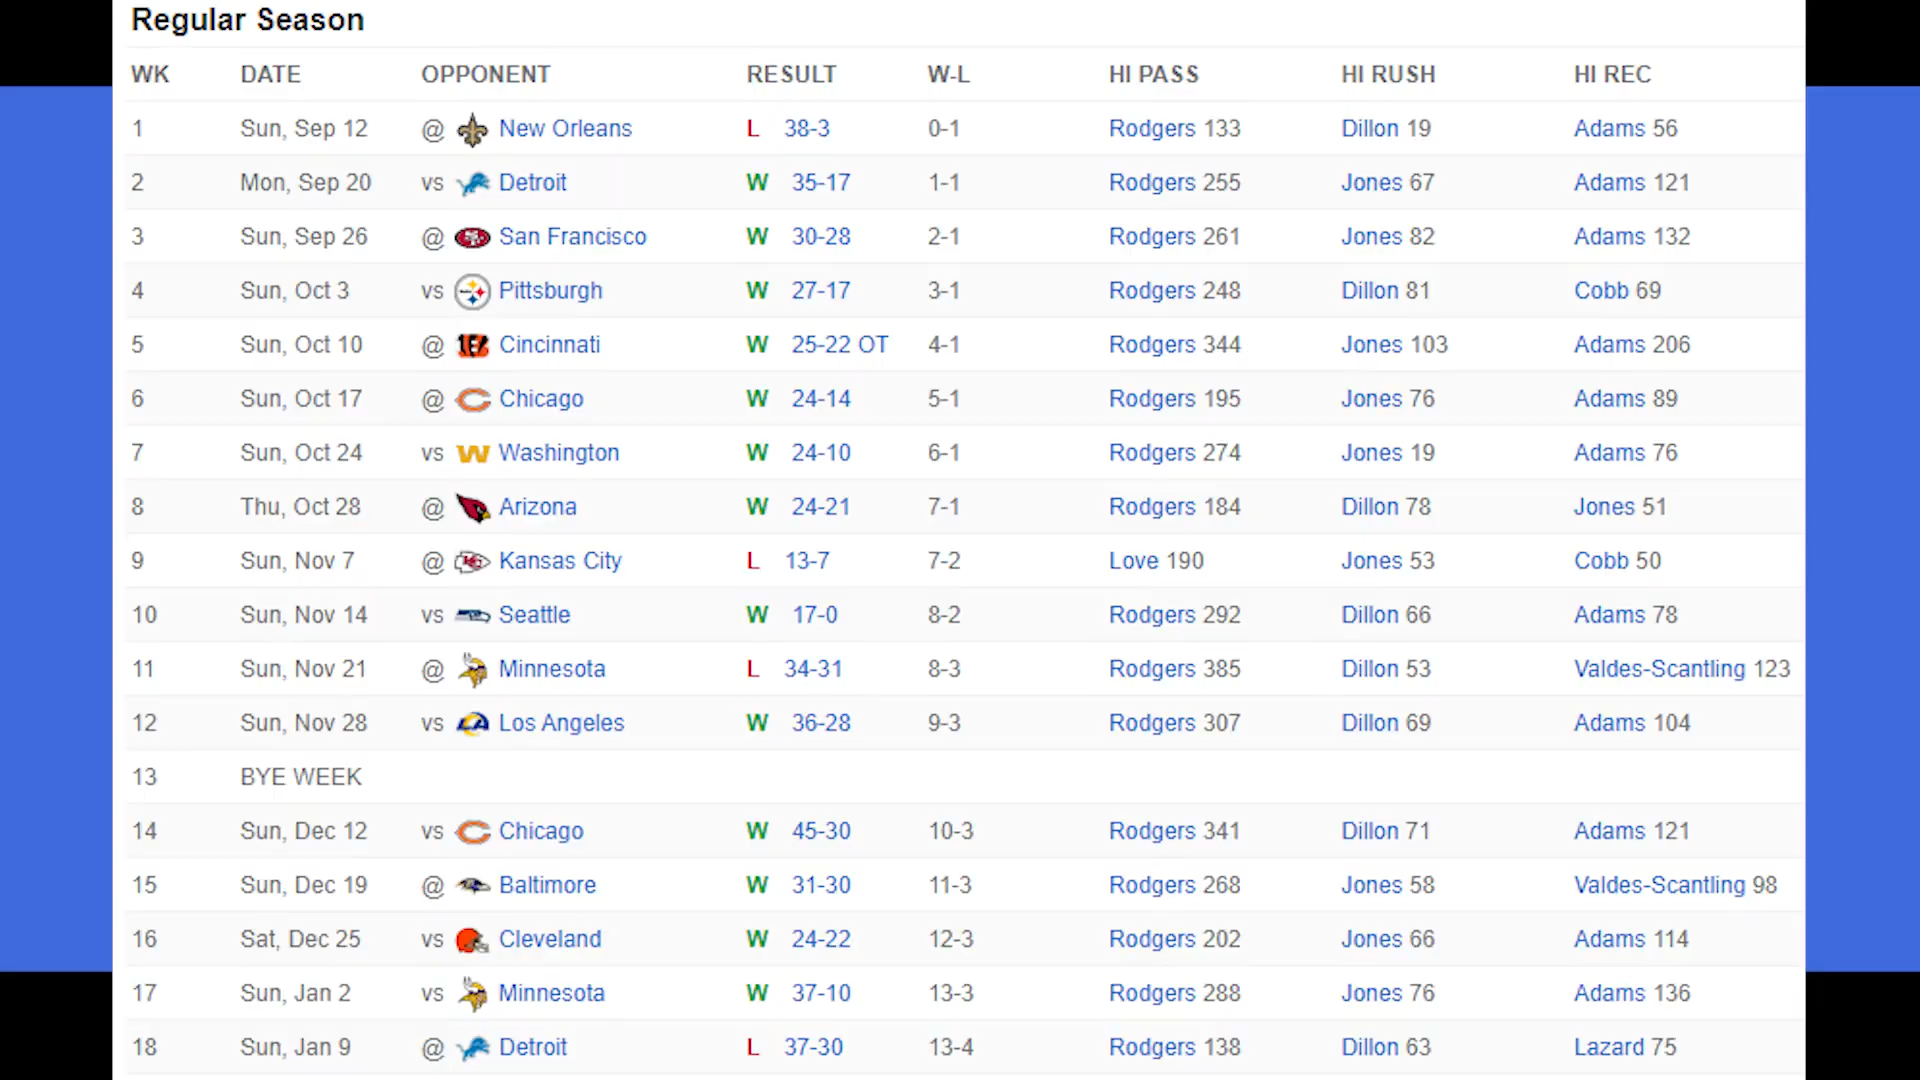 Regular Season
WK DATE OPPONENT RESULT W-L HI PASS HI RUSH HI REC
1 Sun, Sep 12 @ New Orleans L 38-3 0-1 Rodgers 133 Dillon 19 Adams 56
2 Mon, Sep 20 vs Detroit W 35-17 1-1 Rodgers 255 Jones 67 Adams 121
3 Sun, Sep 26 @ San Francisco W 30-28 2-1 Rodgers 261 Jones 82 Adams 132
4 Sun, Oct 3 vs Pittsburgh W 27-17 3-1 Rodgers 248 Dillon 81 Cobb 69
5 Sun, Oct 10 @ Cincinnati W 25-22 OT 4-1 Rodgers 344 Jones 103 Adams 206
6 Sun, Oct 17 @ Chicago W 24-14 5-1 Rodgers 195 Jones 76 Adams 89
7 Sun, Oct 24 vs Washington W 24-10 6-1 Rodgers 274 Jones 19 Adams 76
8 Thu, Oct 28 @ Arizona W 24-21 7-1 Rodgers 184 Dillon 78 Jones 51
9 Sun, Nov 7 @ Kansas City L 13-7 7-2 Love 190 Jones 53 Cobb 50
10 Sun, Nov 14 vs Seattle W 17-0 8-2 Rodgers 292 Dillon 66 Adams 78
11 Sun, Nov 21 @ Minnesota L 34-31 8-3 Rodgers 385 Dillon 53 Valdes-Scantling 123
12 Sun, Nov 28 vs Los Angeles W 36-28 9-3 Rodgers 307 Dillon 69 Adams 104
13 BYE WEEK
14 Sun, Dec 12 vs Chicago W 45-30 10-3 Rodgers 341 Dillon 71 Adams 121
15 Sun, Dec 19 @ Baltimore W 31-30 11-3 Rodgers 268 Jones 58 Valdes-Scantling 98
16 Sat, Dec 25 vs Cleveland W 24-22 12-3 Rodgers 202 Jones 66 Adams 114
17 Sun, Jan 2 vs Minnesota W 37-10 13-3 Rodgers 288 Jones 76 Adams 136
18 Sun, Jan 9 @ Detroit L 37-30 13-4 Rodgers 138 Dillon 63 Lazard 75